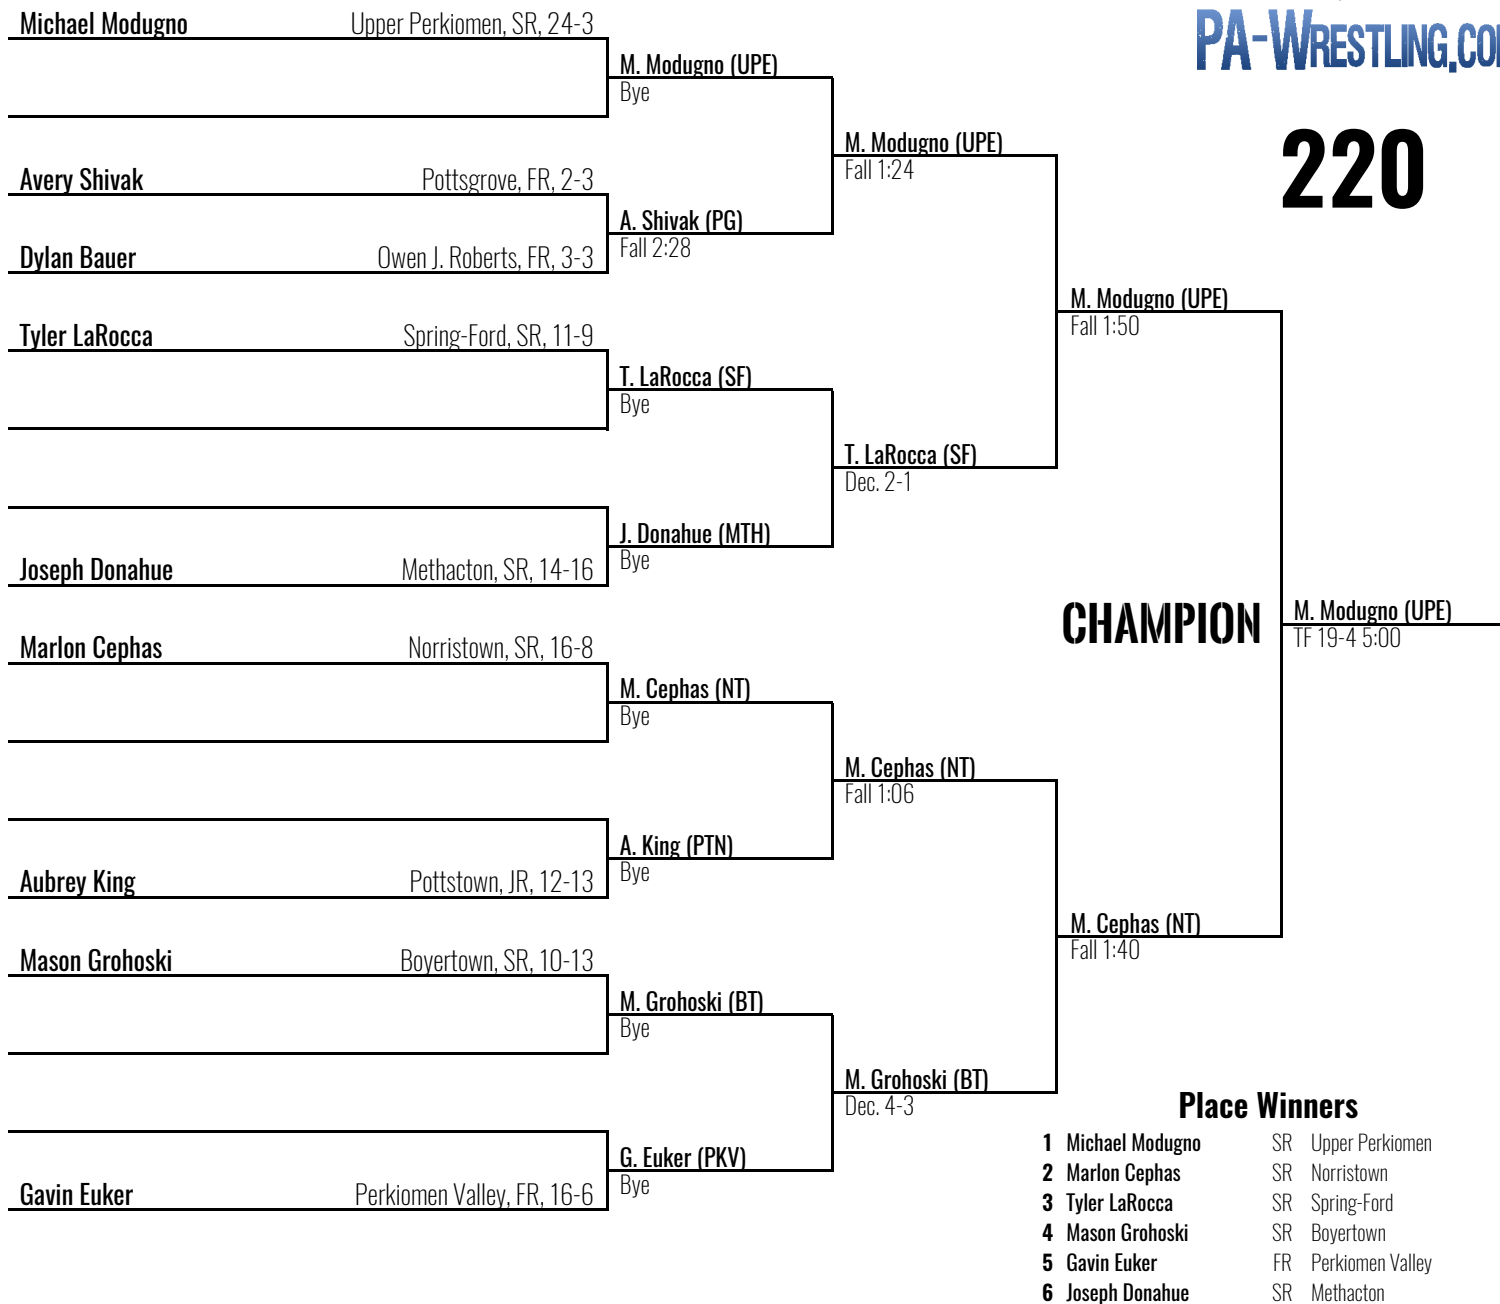 PA-WRESTLING.CO
220
Michael Modugno Upper Perkiomen, SR, 24-3
M. Modugno (UPE)
Bye
Avery Shivak Pottsgrove, FR, 2-3
A. Shivak (PG)
Fall 2:28
Dylan Bauer Owen J. Roberts, FR, 3-3
M. Modugno (UPE)
Fall 1:24
Tyler LaRocca Spring-Ford, SR, 11-9
T. LaRocca (SF)
Bye
Joseph Donahue Methacton, SR, 14-16
J. Donahue (MTH)
Bye
T. LaRocca (SF)
Dec. 2-1
M. Modugno (UPE)
Fall 1:50
Marlon Cephas Norristown, SR, 16-8
M. Cephas (NT)
Bye
Aubrey King Pottstown, JR, 12-13
A. King (PTN)
Bye
M. Cephas (NT)
Fall 1:06
Mason Grohoski Boyertown, SR, 10-13
M. Grohoski (BT)
Bye
Gavin Euker Perkiomen Valley, FR, 16-6
G. Euker (PKV)
Bye
M. Grohoski (BT)
Dec. 4-3
M. Cephas (NT)
Fall 1:40
CHAMPION
M. Modugno (UPE)
TF 19-4 5:00
Place Winners
1 Michael Modugno SR Upper Perkiomen
2 Marlon Cephas SR Norristown
3 Tyler LaRocca SR Spring-Ford
4 Mason Grohoski SR Boyertown
5 Gavin Euker FR Perkiomen Valley
6 Joseph Donahue SR Methacton